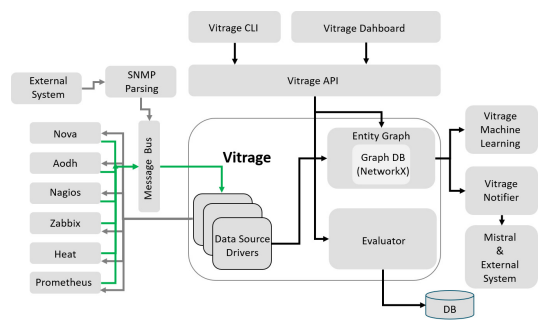 Vitrage CLI
Vitrage Dahboard
Vitrage API
External
System
SNMP
Parsing
Message Bus
Nova
Aodh
Nagios
Zabbix
Heat
Prometheus
Vitrage
Data Source
Drivers
Entity Graph
Graph DB
(NetworkX)
Evaluator
DB
Vitrage
Machine
Learning
Vitrage
Notifier
Mistral
&
External
System